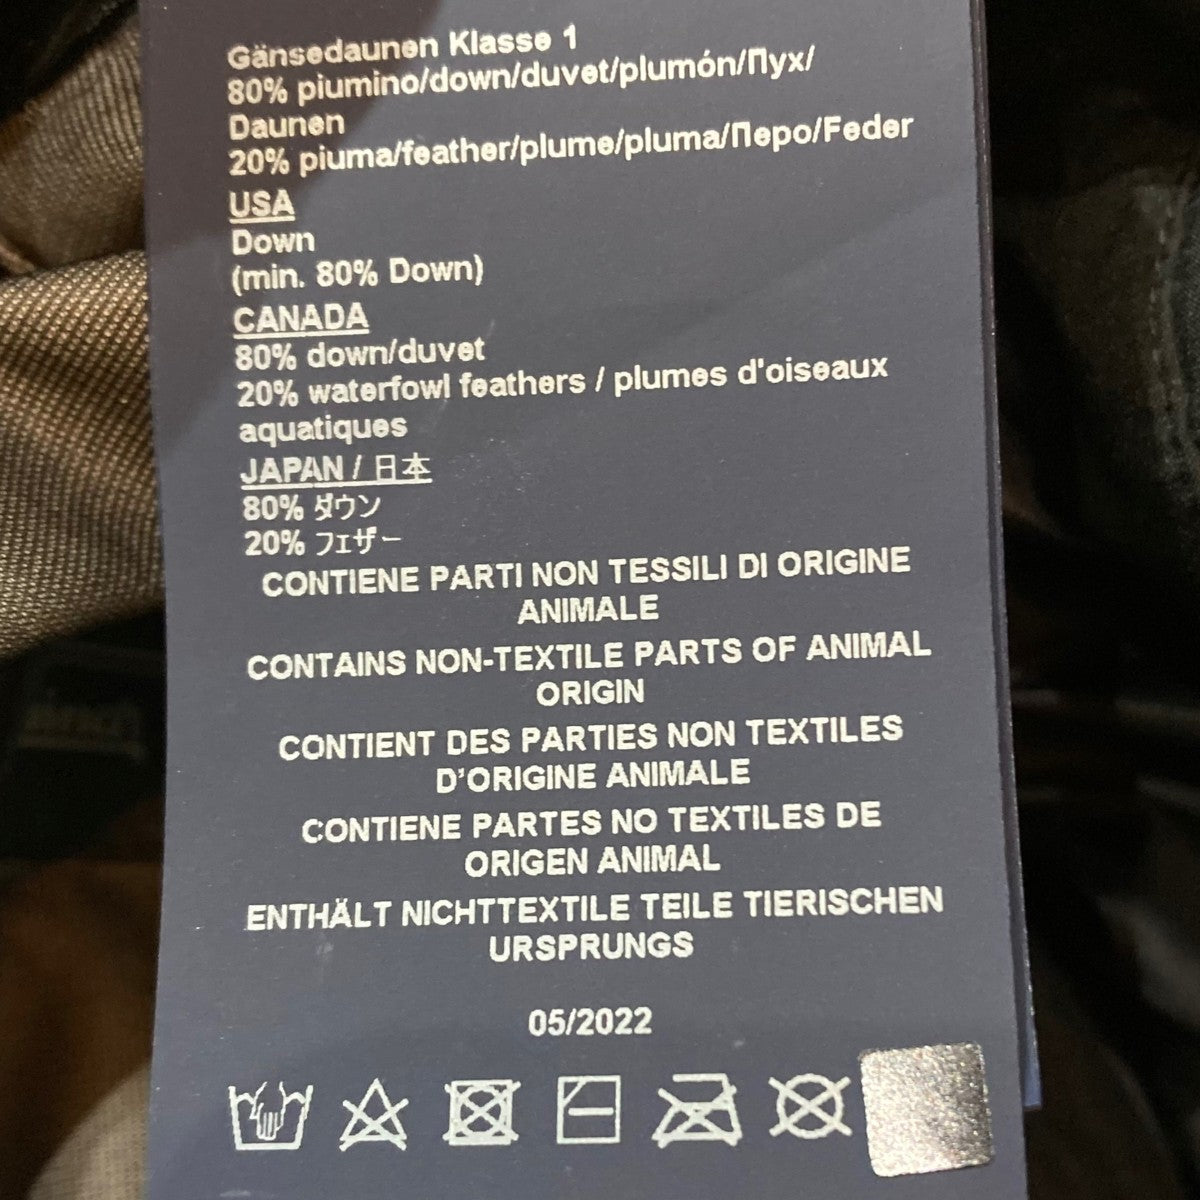 Gänsedaunen Klasse 1
80% piumino/down/duvet/plumón/Пух/
Daunen
20% piuma/feather/plume/pluma/Перо/Feder
USA
Down
(min. 80% Down)
CANADA
80% down/duvet
20% waterfowl feathers / plumes d'oiseaux
aquatiques
JAPAN / 日本
80% ダウン
20% フェザー
CONTIENE PARTI NON TESSILI DI ORIGINE
ANIMALE
CONTAINS NON-TEXTILE PARTS OF ANIMAL
ORIGIN
CONTIENT DES PARTIES NON TEXTILES
D'ORIGINE ANIMALE
CONTIENE PARTES NO TEXTILES DE
ORIGEN ANIMAL
ENTHÄLT NICHTTEXTILE TEILE TIERISCHEN
URSPRUNGS
05/2022